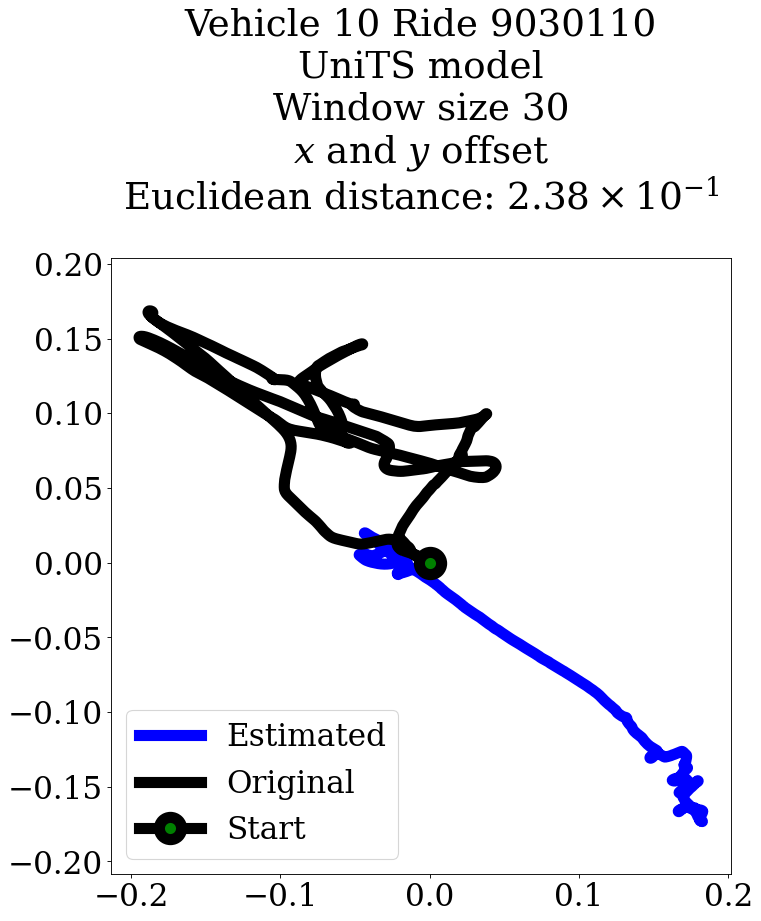 Vehicle 10 Ride 9030110
UniTS model
Window size 30
x and y offset
Euclidean distance: 2.38 × 10⁻¹
0.20
0.15
0.10
0.05
0.00
−0.05
−0.10
−0.15
−0.20
Estimated
Original
Start
−0.2
−0.1
0.0
0.1
0.2